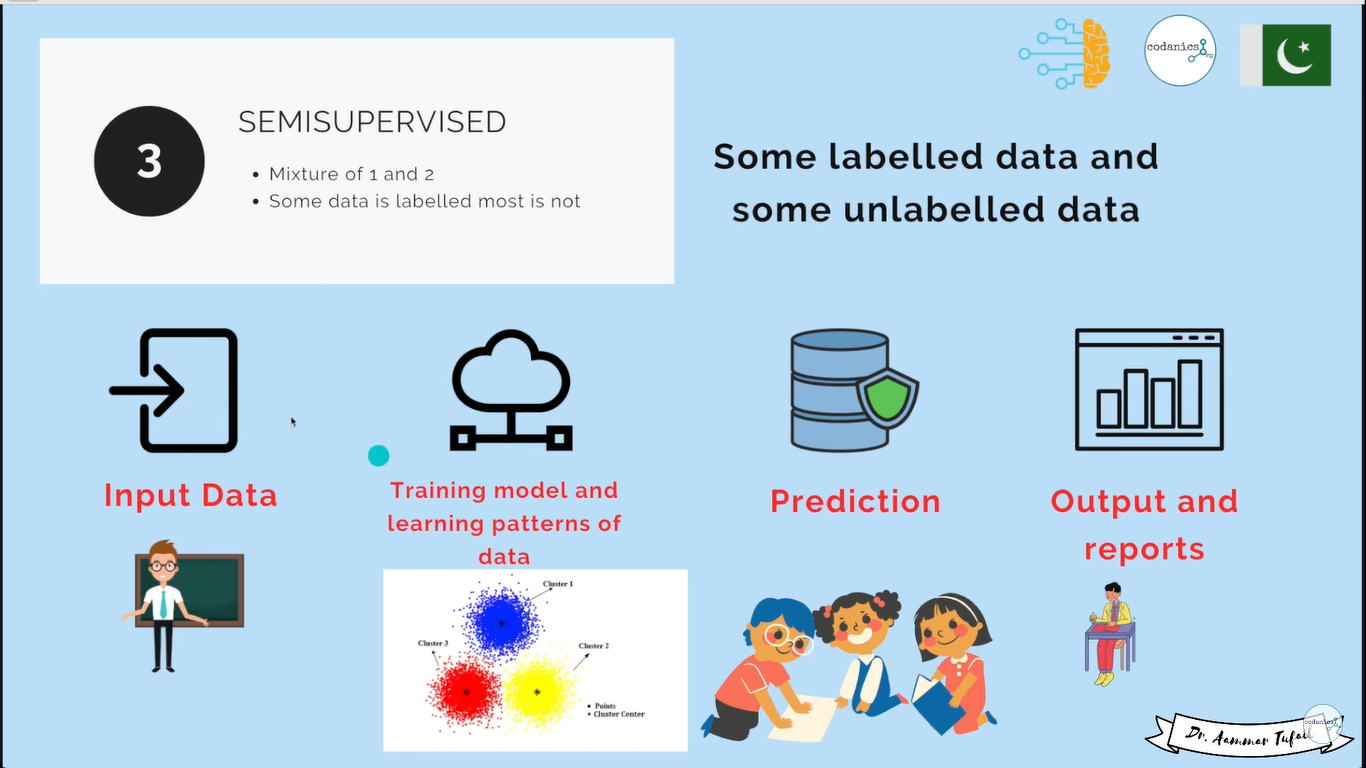 3
SEMISUPERVISED
• Mixture of 1 and 2
• Some data is labelled most is not
codanics
Some labelled data and
some unlabelled data
Input Data
Training model and
learning patterns of
data
Prediction
Output and
reports
Cluster 1
Cluster 3
Cluster 2
• Points
* Cluster Center
codanics
Dr. Aammar Tufail